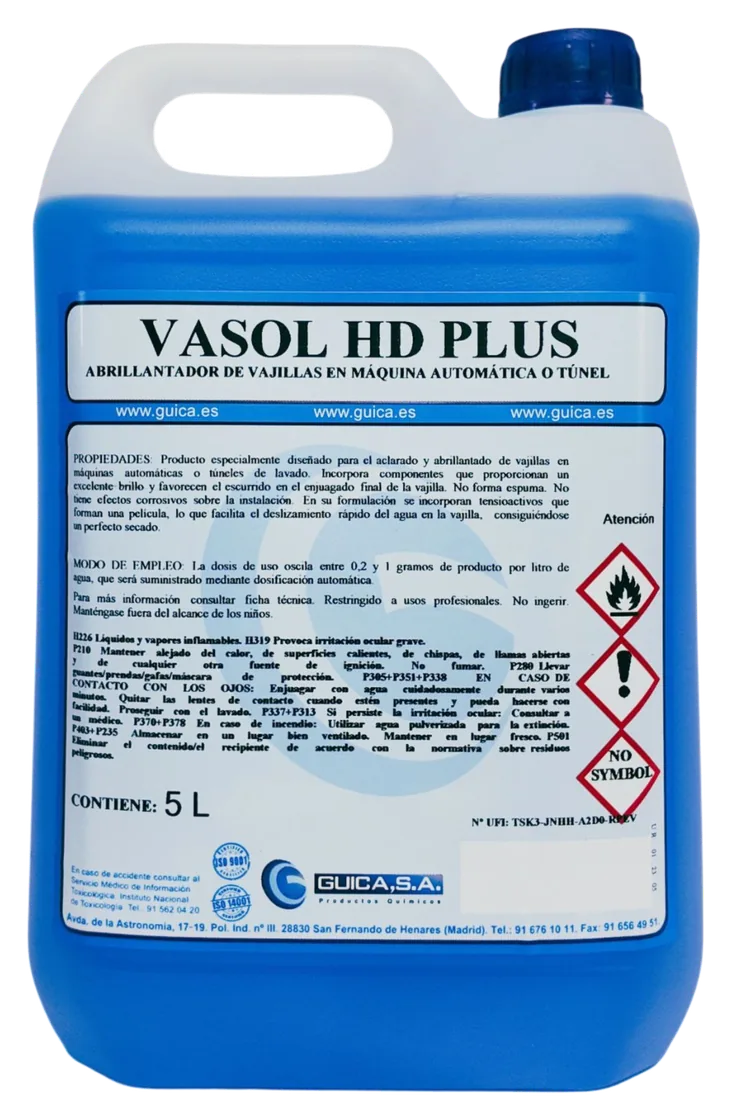 VASOL HD PLUS
ABRILLANTADOR DE VAJILLAS EN MÁQUINA AUTOMÁTICA O TÚNEL
www.guica.es www.guica.es www.guica.es
PROPIEDADES: Producto especialmente diseñado para el aclarado y abrillantado de vajillas en
máquinas automáticas o túneles de lavado. Incorpora componentes que proporcionan un
excelente brillo y favorecen el escurrido en el enjuagado final de la vajilla. No forma espuma. No
tiene efectos corrosivos sobre la instalación. En su formulación se incorporan tensioactivos que
forman una película, lo que facilita el deslizamiento rápido del agua en la vajilla, consiguiéndose
un perfecto secado.
MODO DE EMPLEO: La dosis de uso oscila entre 0,2 y 1 gramos de producto por litro de
agua, que será suministrado mediante dosificación automática.
Para más información consultar ficha técnica. Restringido a usos profesionales. No ingerir.
Manténgase fuera del alcance de los niños.
H226 Líquidos y vapores inflamables. H319 Provoca irritación ocular grave.
P210 Mantener alejado del calor, de superficies calientes, de chispas, de llamas abiertas
y de cualquier otra fuente de ignición. No fumar. P280 Llevar
guantes/prendas/gafas/máscara de protección. P305+P351+P338 EN CASO DE
CONTACTO CON LOS OJOS: Enjuagar con agua cuidadosamente durante varios
minutos. Quitar las lentes de contacto cuando estén presentes y pueda hacerse con
facilidad. Proseguir con el lavado. P337+P313 Si persiste la irritación ocular: Consultar a
un médico. P370+P378 En caso de incendio: Utilizar agua pulverizada para la extinción.
P403+P235 Almacenar en un lugar bien ventilado. Mantener en lugar fresco. P501
Eliminar el contenido/el recipiente de acuerdo con la normativa sobre residuos
peligrosos.
Atención
NO
SYMBOL
CONTIENE: 5 L
Nº UFI: TSK3-JNHH-A2D0
En caso de accidente consultar al
Servicio Médico de Información
Toxicológica. Instituto Nacional
de Toxicología Tel.: 91 562 04 20
ISO 9001
ISO 14001
GUICA, S.A.
Productos Químicos
Avda. de la Astronomía, 17-19. Pol. Ind. nº III. 28830 San Fernando de Henares (Madrid). Tel.: 91 676 10 11. Fax: 91 656 49 51